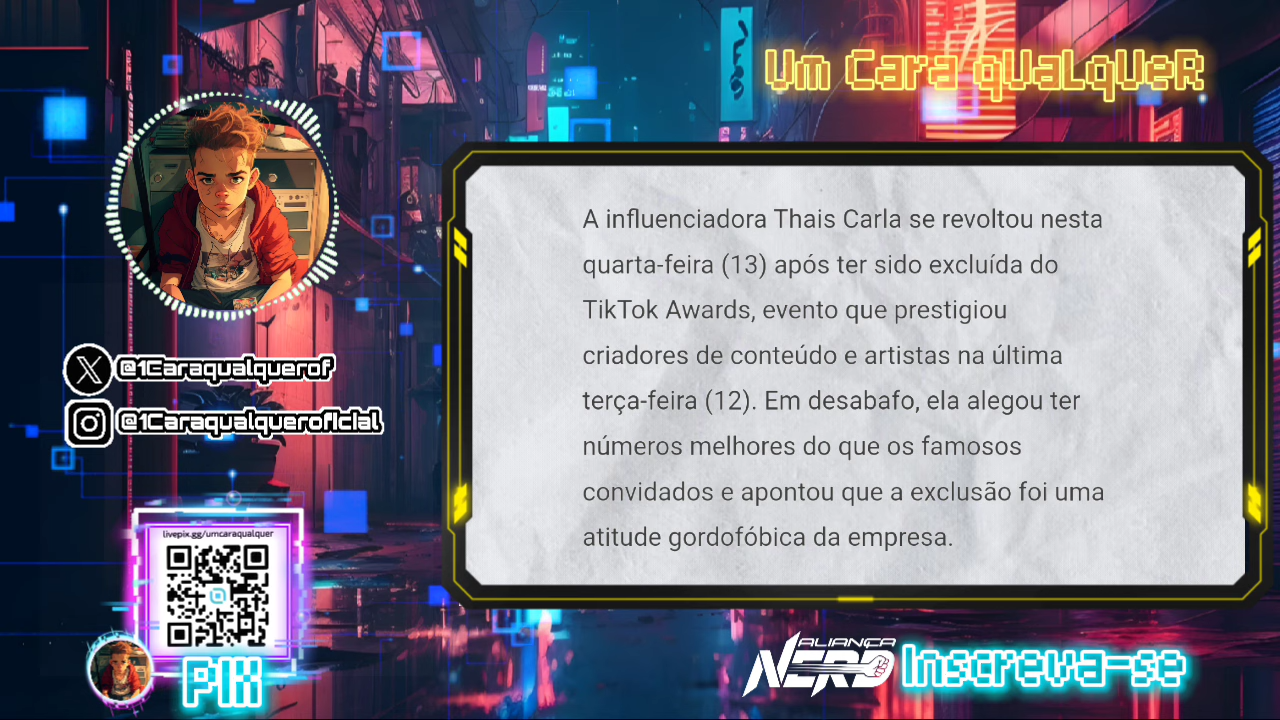 Um Cara qUaLqUeR
A influenciadora Thais Carla se revoltou nesta
quarta-feira (13) após ter sido excluída do
TikTok Awards, evento que prestigiou
criadores de conteúdo e artistas na última
terça-feira (12). Em desabafo, ela alegou ter
números melhores do que os famosos
convidados e apontou que a exclusão foi uma
atitude gordofóbica da empresa.
@1Caraqualquerof
@1Caraqualqueroficial
livepix.gg/umcaraqualquer
PIX
ALIANÇA
NERD
Inscreva-se